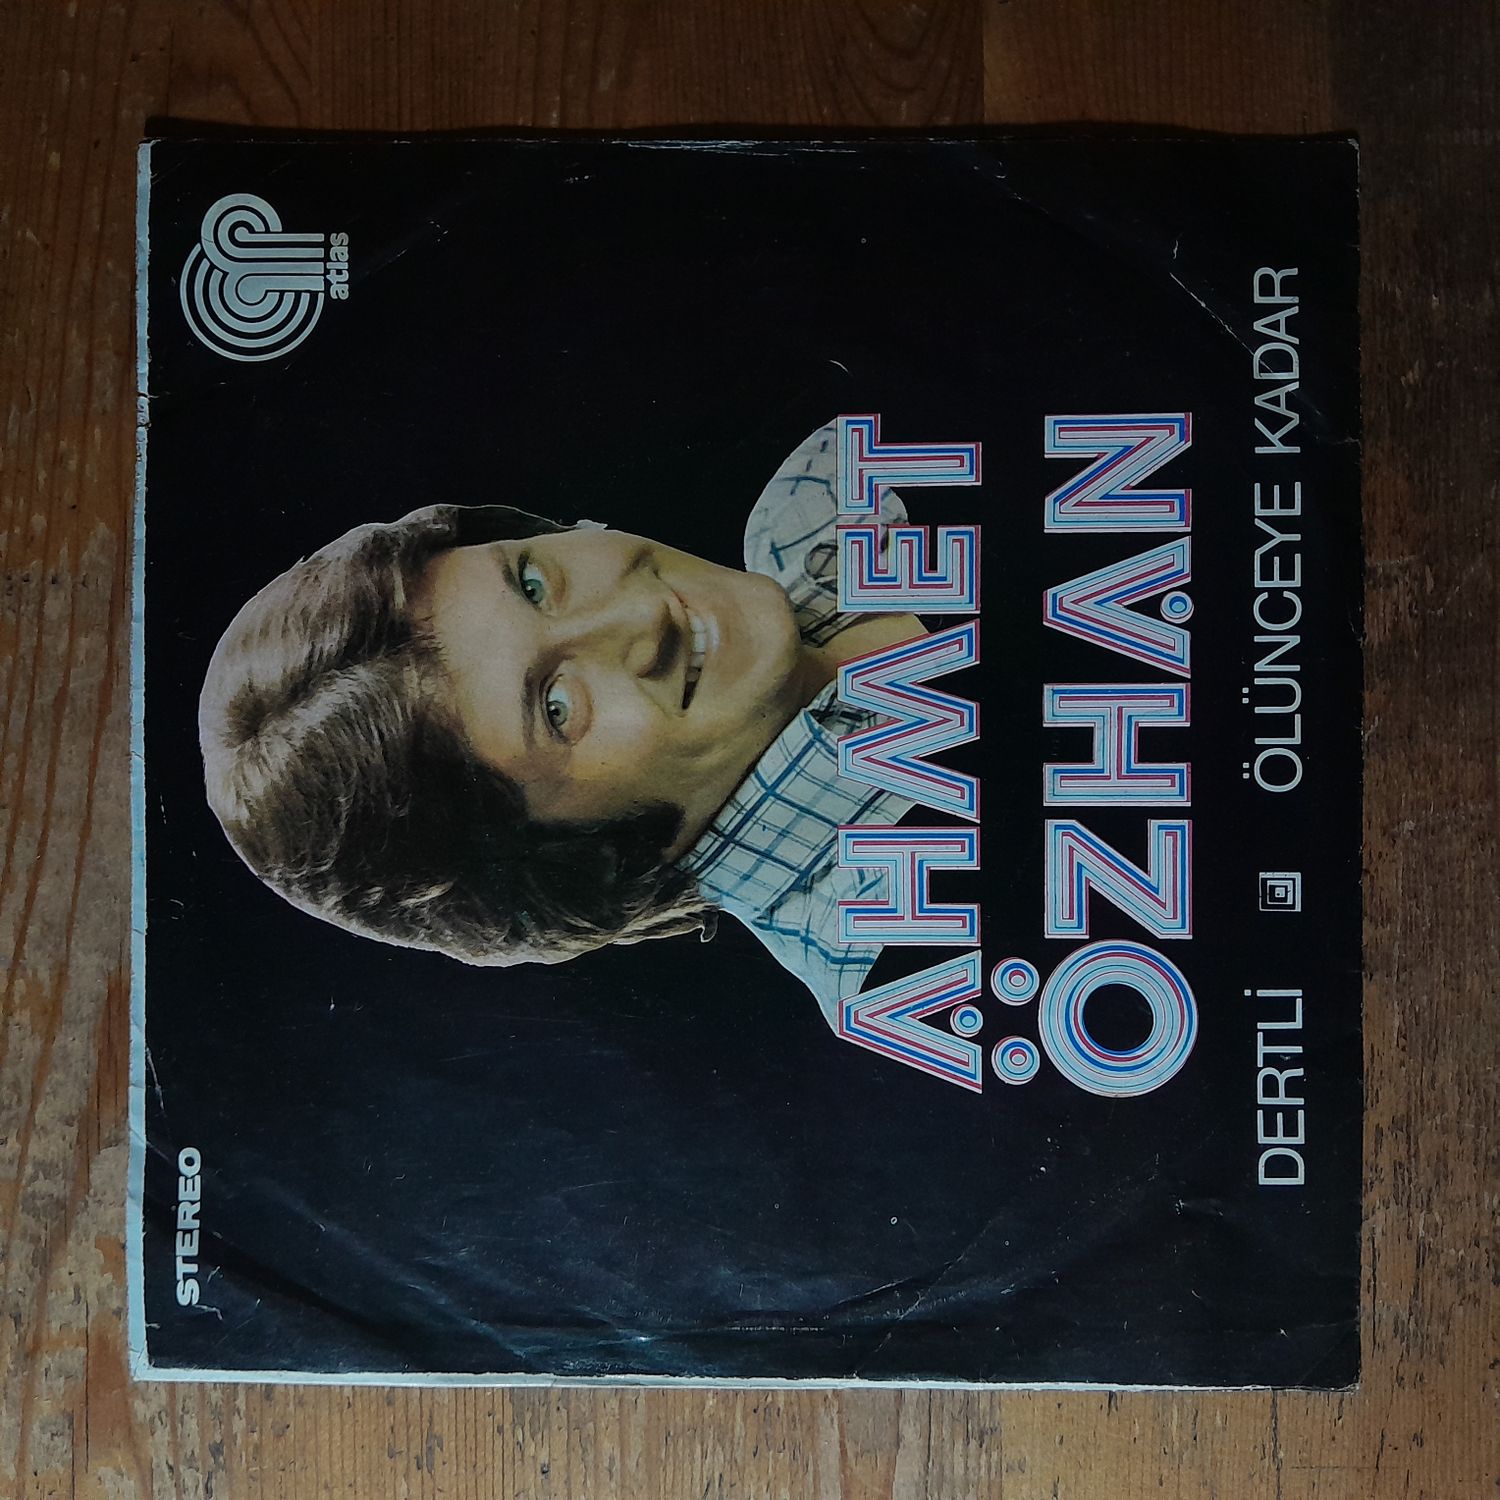 STEREO
atlas
AHMET
ÖZHAN
DERTLİ ÖLÜNCEYE KADAR